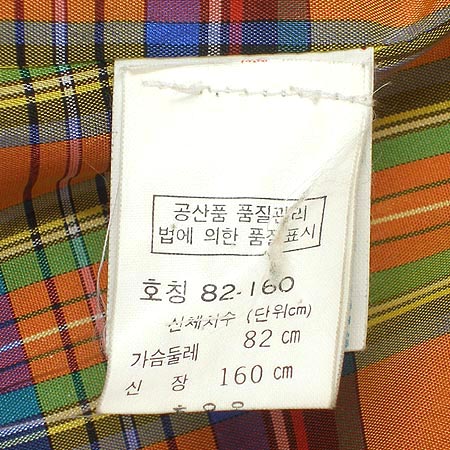 공산품 품질관리
법에 의한 품질표시
호칭 82-160
신체치수 (단위cm)
가슴둘레 82 cm
신 장 160 cm